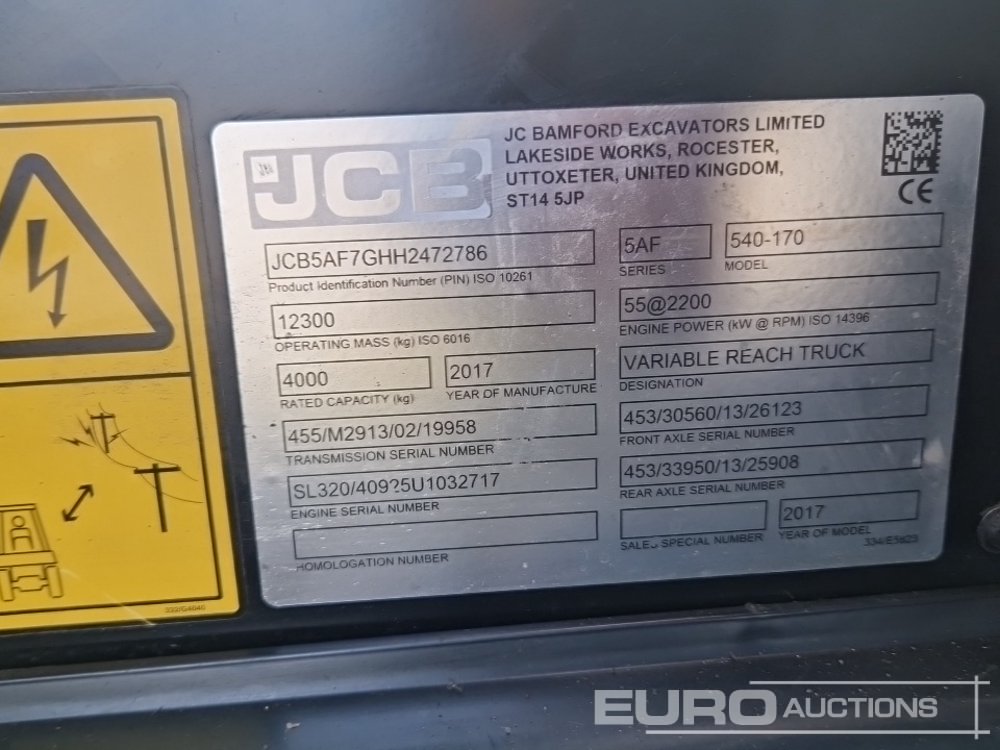 JCB
JC BAMFORD EXCAVATORS LIMITED
LAKESIDE WORKS, ROCESTER,
UTTOXETER, UNITED KINGDOM,
ST14 5JP
CE
JCB5AF7GHH2472786
Product Identification Number (PIN) ISO 10261
5AF
SERIES
540-170
MODEL
12300
OPERATING MASS (kg) ISO 6016
55@2200
ENGINE POWER (kW @ RPM) ISO 14396
4000
RATED CAPACITY (kg)
2017
YEAR OF MANUFACTURE
VARIABLE REACH TRUCK
DESIGNATION
455/M2913/02/19958
TRANSMISSION SERIAL NUMBER
453/30560/13/26123
FRONT AXLE SERIAL NUMBER
SL320/40925U1032717
ENGINE SERIAL NUMBER
453/33950/13/25908
REAR AXLE SERIAL NUMBER
HOMOLOGATION NUMBER
SALES SPECIAL NUMBER
2017
YEAR OF MODEL
334/E5823
332/G4040
EURO AUCTIONS